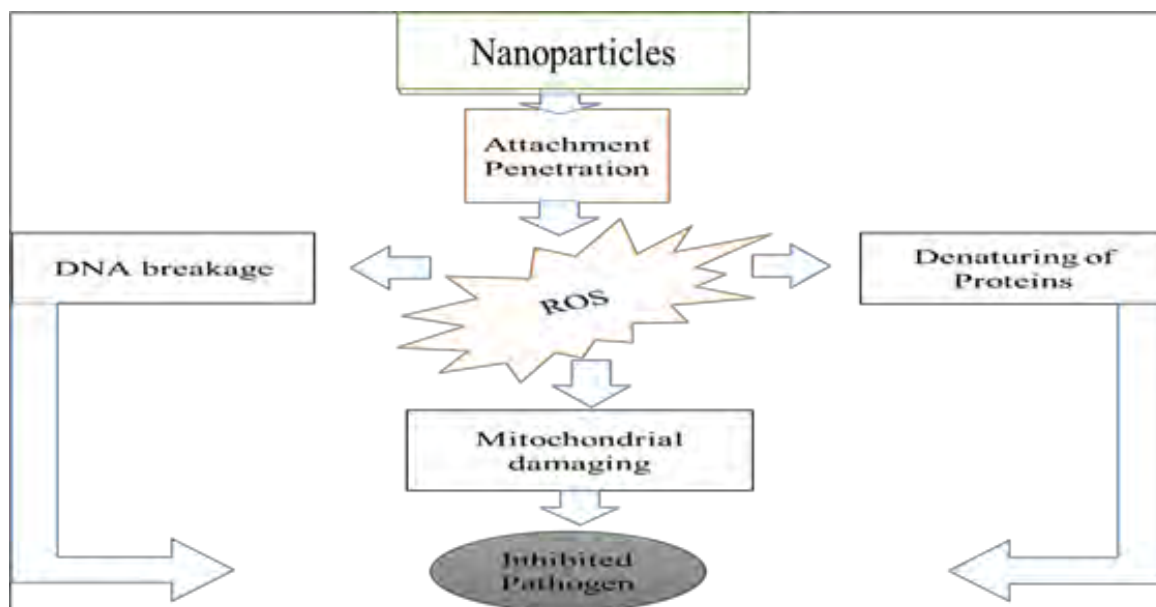 Nanoparticles
Attachment
Penetration
DNA breakage
ROS
Denaturing of
Proteins
Mitochondrial
damaging
Inhibited
Pathogen